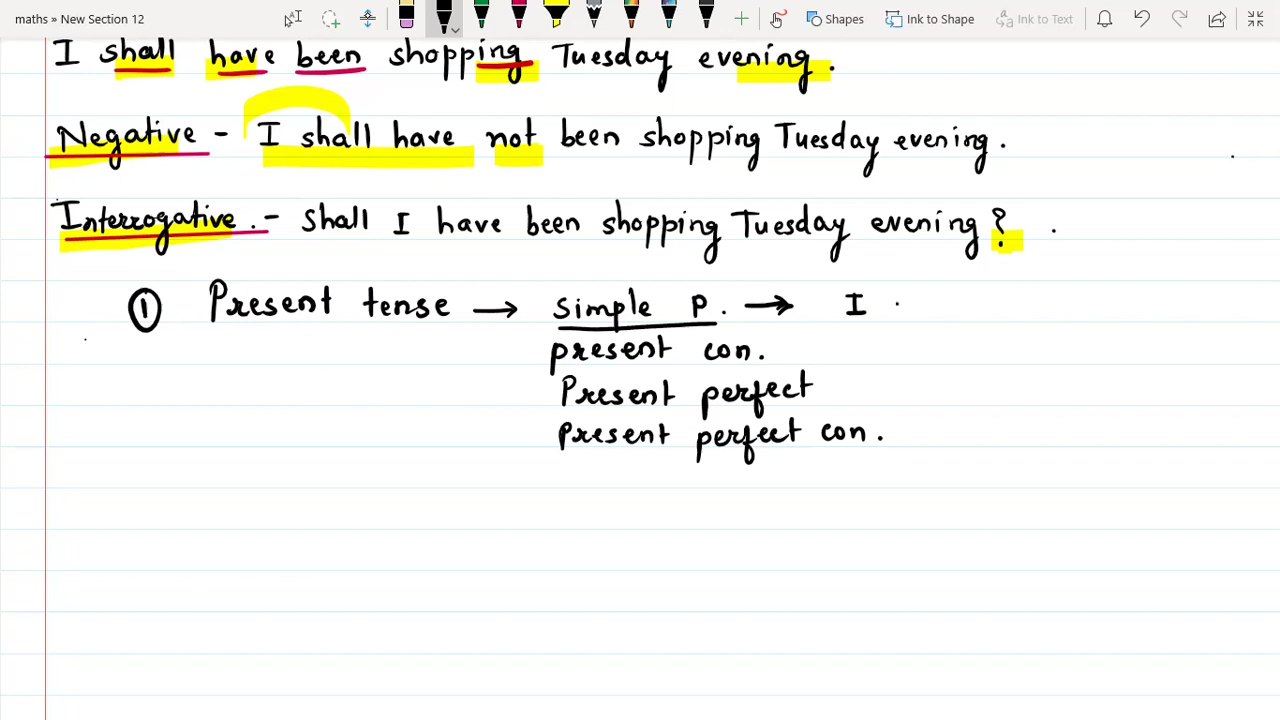 maths » New Section 12
Shapes
Ink to Shape
Ink to Text
I shall have been shopping Tuesday evening.
Negative - I shall have not been shopping Tuesday evening.
Interrogative. - Shall I have been shopping Tuesday evening?
① Present tense → simple P. → I
present con.
Present perfect
Present perfect con.